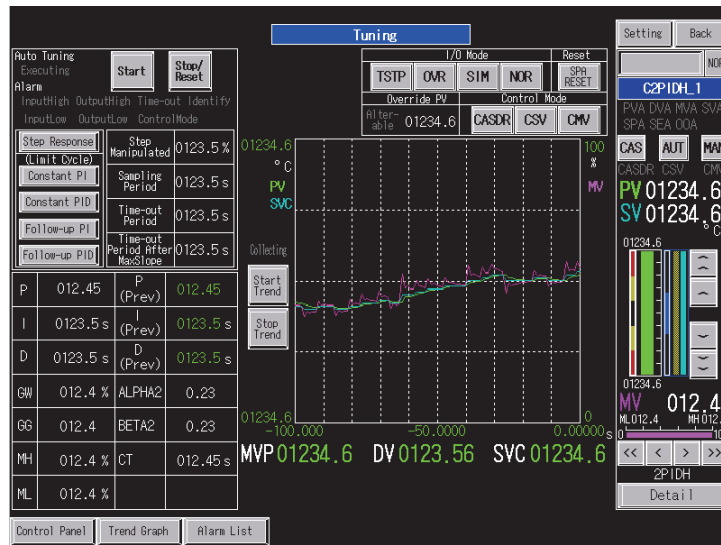 Tuning
Setting Back
Auto Tuning
Executing
Start
Stop/
Reset
Alarm
InputHigh OutputHigh Time-out Identify
InputLow OutputLow ControlMode
I/O Mode
Reset
TSTP OVR SIM NOR
SPA
RESET
Override PV
Control Mode
Alter-
able
01234.6
CASDR CSV CMV
NOR
C2PIDH_1
PVA DVA MVA SVA
SPA SEA OOA
CAS AUT MAN
CASDR CSV CMV
PV 01234.6
SV 01234.6
°C
01234.6
01234.6
MV 012.4
ML012.4 MH012.
0 10
<< < > >>
2PIDH
Detail
Step Response
(Limit Cycle)
Constant PI
Constant PID
Follow-up PI
Follow-up PID
Step
Manipulated
0123.5 %
Sampling
Period
0123.5 s
Time-out
Period
0123.5 s
Time-out
Period After
MaxSlope
0123.5 s
01234.6
°C
PV
SVC
100
%
MV
Collecting
Start
Trend
Stop
Trend
01234.6
0
-100.000 -50.0000 0.00000 s
MVP 01234.6 DV 0123.56 SVC 01234.6
P 012.45 P
(Prev) 012.45
I 0123.5 s I
(Prev) 0123.5 s
D 0123.5 s D
(Prev) 0123.5 s
GW 012.4 % ALPHA2 0.23
GG 012.4 BETA2 0.23
MH 012.4 % CT 012.45 s
ML 012.4 %
Control Panel Trend Graph Alarm List